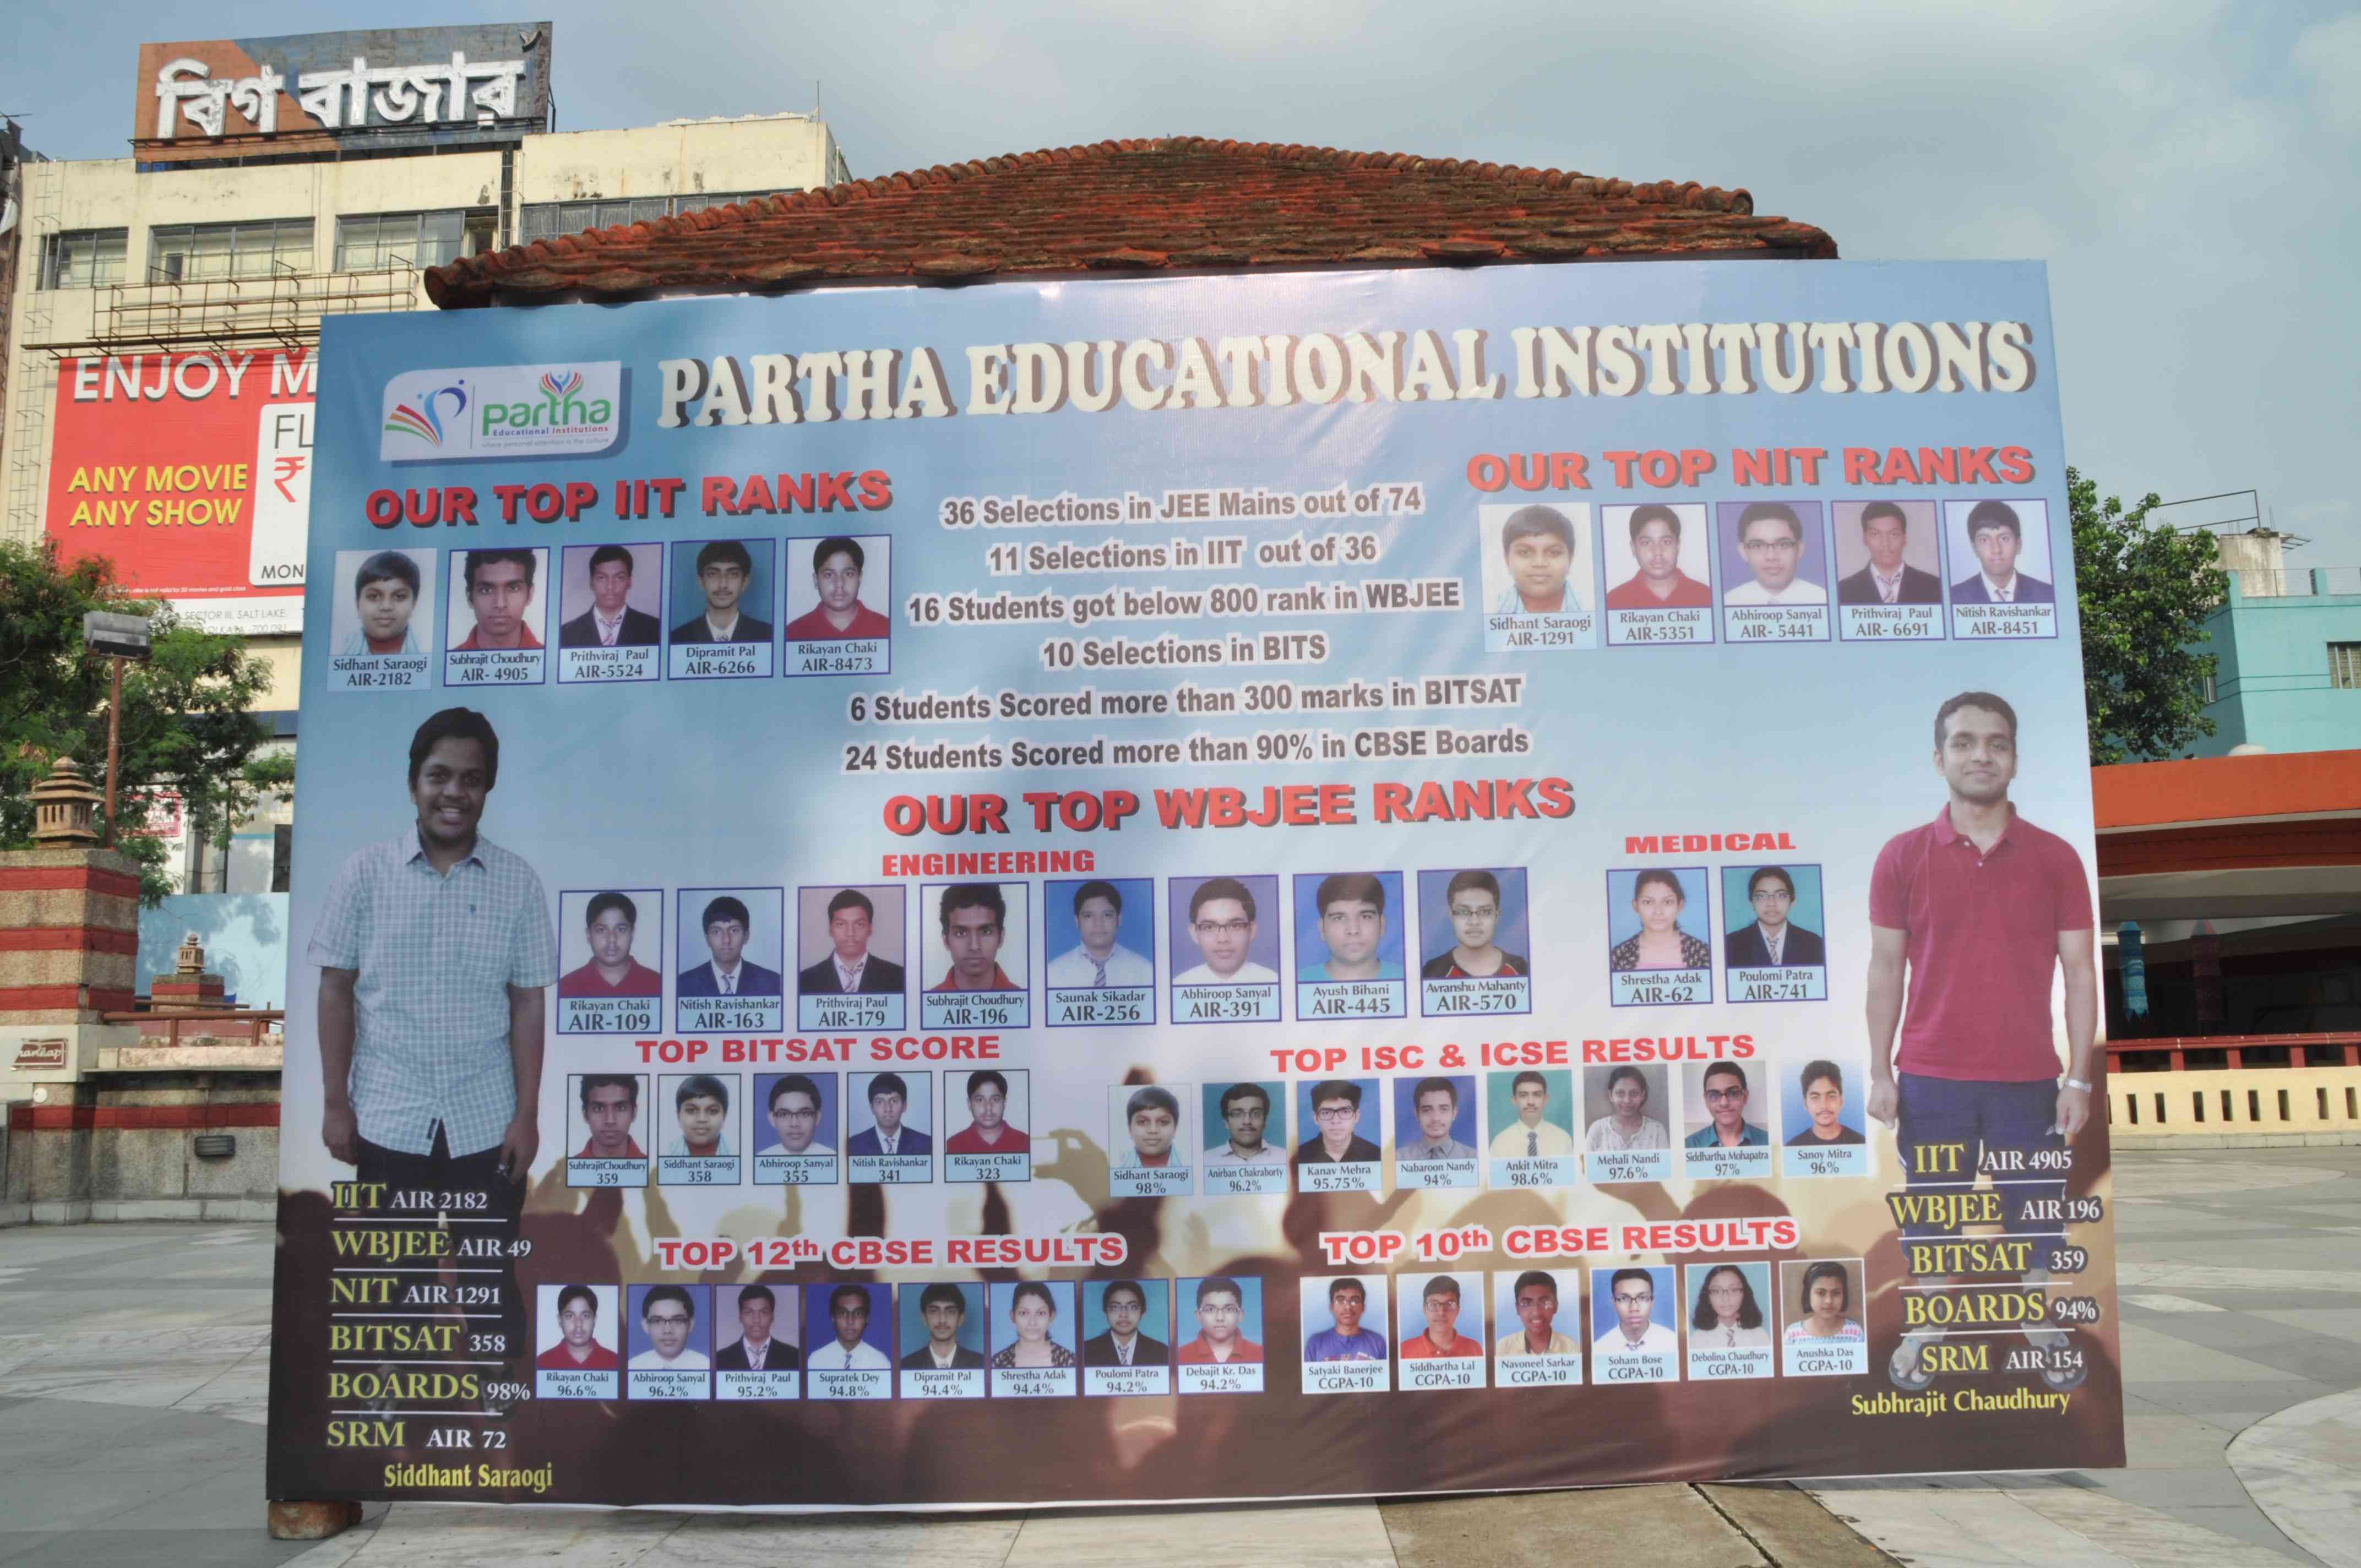 বিগ বাজার
ENJOY M
FL
₹
ANY MOVIE
ANY SHOW
MON
SECTOR III, SALT LAKE
partha
Educational Institutions
where personal attention is the culture
PARTHA EDUCATIONAL INSTITUTIONS
OUR TOP IIT RANKS
Sidhant Saraogi
AIR-2182
Subhrajit Choudhury
AIR- 4905
Prithviraj Paul
AIR-5524
Dipramit Pal
AIR-6266
Rikayan Chaki
AIR-8473
36 Selections in JEE Mains out of 74
11 Selections in IIT out of 36
16 Students got below 800 rank in WBJEE
10 Selections in BITS
6 Students Scored more than 300 marks in BITSAT
24 Students Scored more than 90% in CBSE Boards
OUR TOP NIT RANKS
Sidhant Saraogi
AIR-1291
Rikayan Chaki
AIR-5351
Abhiroop Sanyal
AIR- 5441
Prithviraj Paul
AIR- 6691
Nitish Ravishankar
AIR-8451
OUR TOP WBJEE RANKS
ENGINEERING
Rikayan Chaki
AIR-109
Nitish Ravishankar
AIR-163
Prithviraj Paul
AIR-179
Subhrajit Choudhury
AIR-196
Saunak Sikadar
AIR-256
Abhiroop Sanyal
AIR-391
Ayush Bihani
AIR-445
Avranshu Mahanty
AIR-570
MEDICAL
Shrestha Adak
AIR-62
Poulomi Patra
AIR-741
TOP BITSAT SCORE
SubhrajitChoudhury
359
Siddhant Saraogi
358
Abhiroop Sanyal
355
Nitish Ravishankar
341
Rikayan Chaki
323
TOP ISC & ICSE RESULTS
Sidhant Saraogi
98%
Anirban Chakraborty
96.2%
Kanav Mehra
95.75%
Nabaroon Nandy
94%
Ankit Mitra
98.6%
Mehali Nandi
97.6%
Siddhartha Mohapatra
97%
Sanoy Mitra
96%
TOP 12th CBSE RESULTS
Rikayan Chaki
96.6%
Abhiroop Sanyal
96.2%
Prithviraj Paul
95.2%
Supratek Dey
94.8%
Dipramit Pal
94.4%
Shrestha Adak
94.4%
Poulomi Patra
94.2%
Debajit Kr. Das
94.2%
TOP 10th CBSE RESULTS
Satyaki Banerjee
CGPA-10
Siddhartha Lal
CGPA-10
Navoneel Sarkar
CGPA-10
Soham Bose
CGPA-10
Debolina Chaudhury
CGPA-10
Anushka Das
CGPA-10
IIT AIR 2182
WBJEE AIR 49
NIT AIR 1291
BITSAT 358
BOARDS 98%
SRM AIR 72
Siddhant Saraogi
IIT AIR 4905
WBJEE AIR 196
BITSAT 359
BOARDS 94%
SRM AIR 154
Subhrajit Chaudhury